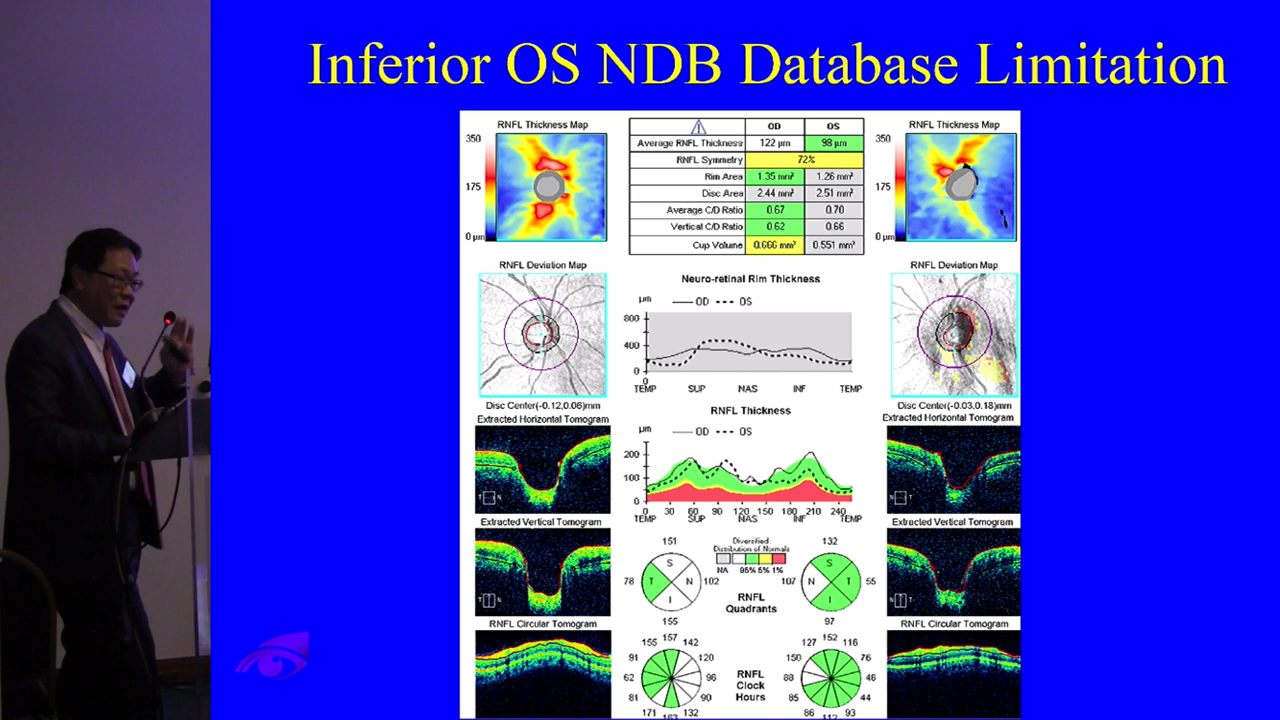 Inferior OS NDB Database Limitation
RNFL Thickness Map
350
175
0 µm
OD OS
Average RNFL Thickness 122 µm 98 µm
RNFL Symmetry 72%
Rim Area 1.35 mm² 1.26 mm²
Disc Area 2.44 mm² 2.51 mm²
Average C/D Ratio 0.67 0.70
Vertical C/D Ratio 0.62 0.66
Cup Volume 0.666 mm³ 0.551 mm³
RNFL Thickness Map
350
175
0 µm
RNFL Deviation Map
Disc Center(-0.12,0.06)mm
Neuro-retinal Rim Thickness
µm OD OS
800
400
0
0
TEMP SUP NAS INF TEMP
RNFL Deviation Map
Disc Center(-0.03,0.18)mm
Extracted Horizontal Tomogram
T N
RNFL Thickness
µm OD OS
200
100
0
0 30 60 90 120 150 180 210 240
TEMP SUP NAS INF TEMP
Extracted Horizontal Tomogram
N T
Extracted Vertical Tomogram
T N
Diversified:
Distribution of Normals
NA 95% 5% 1%
151
78 T S N I 102
155
RNFL
Quadrants
132
107 N S T I 55
97
Extracted Vertical Tomogram
N T
RNFL Circular Tomogram
157
155 142
91 120
62 96
81 90
171 132
RNFL
Clock
Hours
152
127 116
150 76
88 46
85 44
86 93
RNFL Circular Tomogram